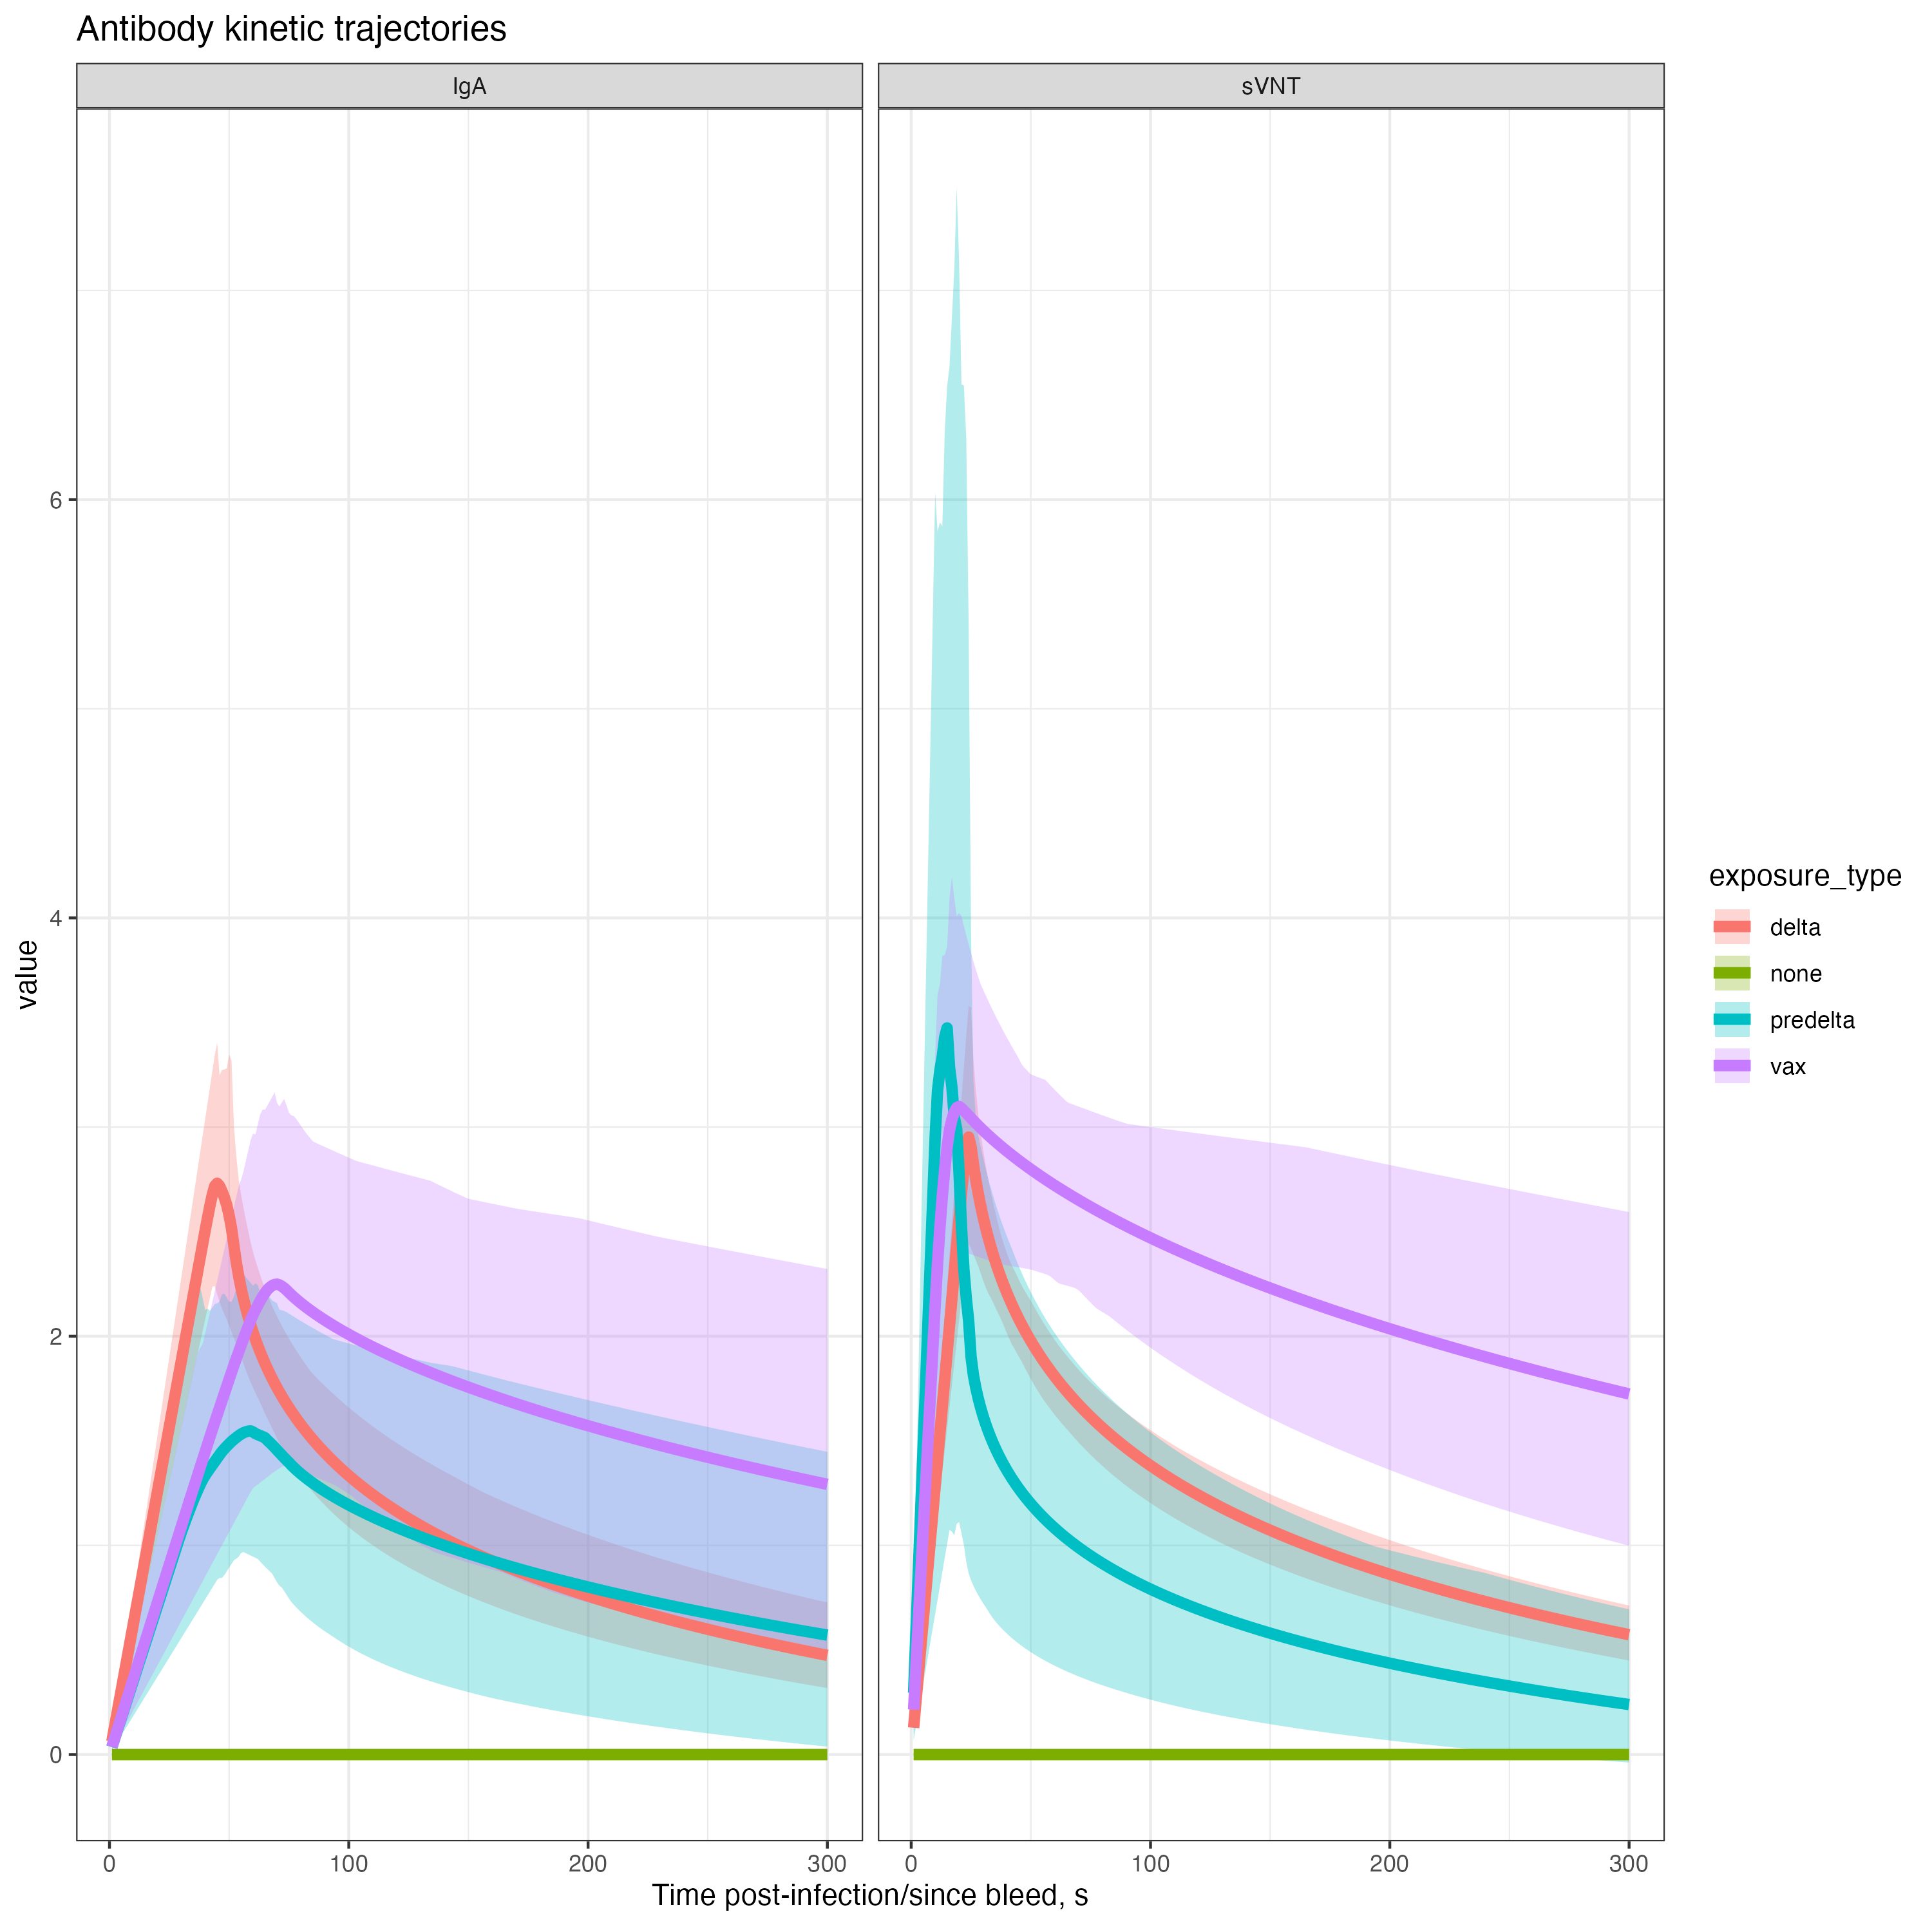 Antibody kinetic trajectories
IgA
sVNT
value
6
4
2
0
0
100
200
300
0
100
200
300
Time post-infection/since bleed, s
exposure_type
delta
none
predelta
vax